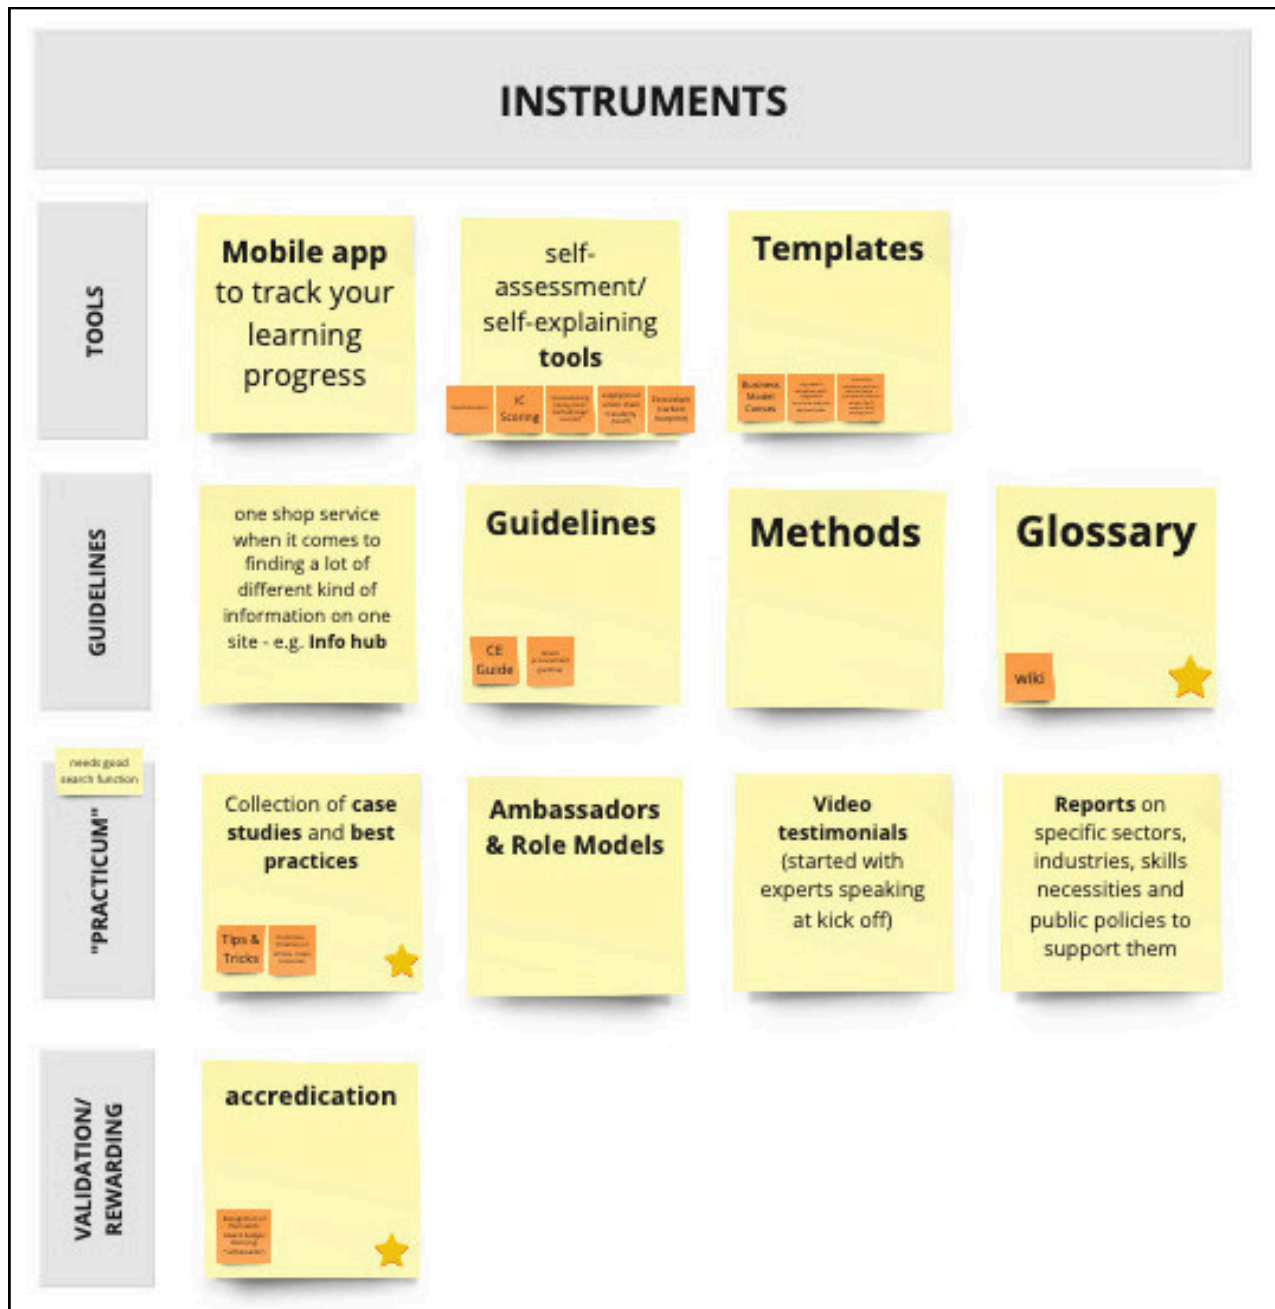 INSTRUMENTS
TOOLS
Mobile app
to track your
learning
progress
self-
assessment/
self-explaining
tools
IC
Scoring
Templates
Business
Model
Canvas
GUIDELINES
one shop service
when it comes to
finding a lot of
different kind of
information on one
site - e.g. Info hub
Guidelines
CE
Guide
Methods
Glossary
wiki
needs good
search function
"PRACTICUM"
Collection of case
studies and best
practices
Tips &
Tricks
Ambassadors
& Role Models
Video
testimonials
(started with
experts speaking
at kick off)
Reports on
specific sectors,
industries, skills
necessities and
public policies to
support them
VALIDATION/
REWARDING
accredication